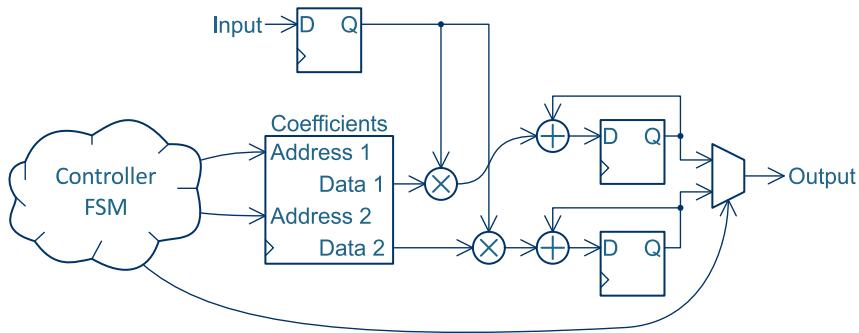 Input
D Q
Coefficients
Address 1
Data 1
Address 2
Data 2
Controller
FSM
D Q
D Q
Output